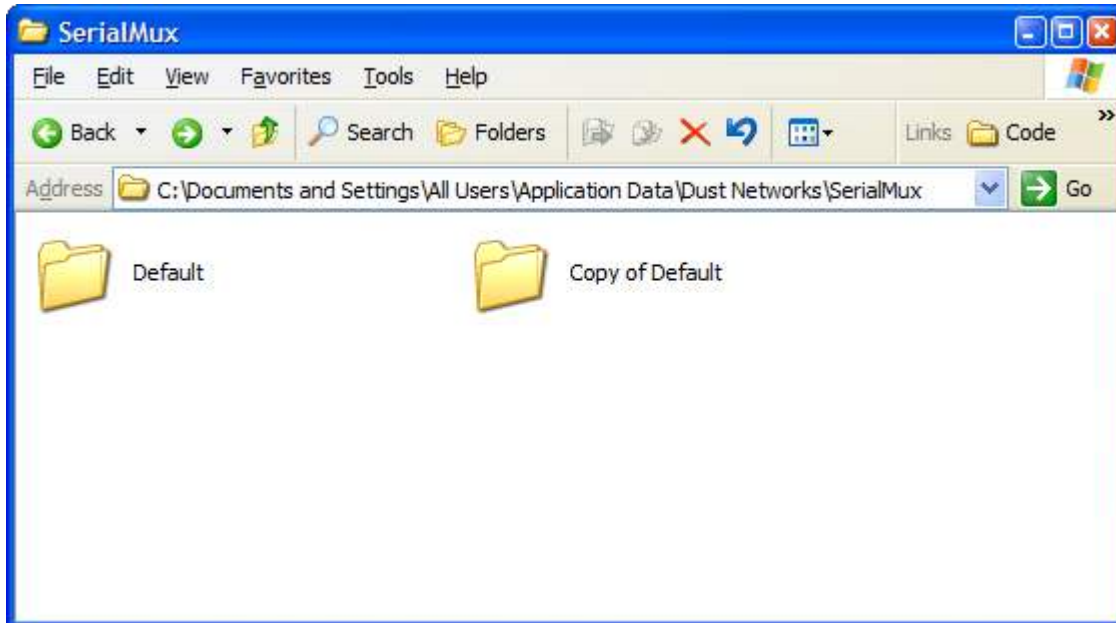 SerialMux
File Edit View Favorites Tools Help
Back Search Folders Links Code »
Address C:\Documents and Settings\All Users\Application Data\Dust Networks\SerialMux Go
Default Copy of Default